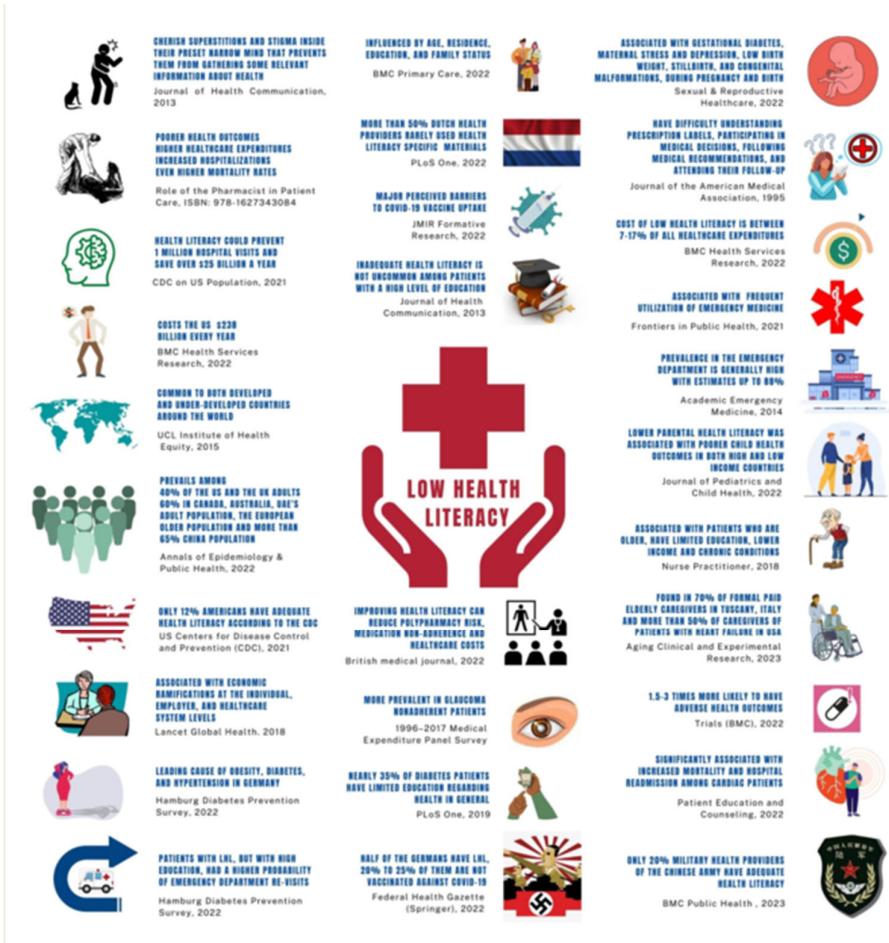 CHERISH SUPERSTITIONS AND STIGMA INSIDE
THEIR PRESET NARROW MIND THAT PREVENTS
THEM FROM GATHERING SOME RELEVANT
INFORMATION ABOUT HEALTH
Journal of Health Communication,
2013
POORER HEALTH OUTCOMES
HIGHER HEALTHCARE EXPENDITURES
INCREASED HOSPITALIZATIONS
EVEN HIGHER MORTALITY RATES
Role of the Pharmacist in Patient
Care, ISBN: 978-1627343084
HEALTH LITERACY COULD PREVENT
1 MILLION HOSPITAL VISITS AND
SAVE OVER $25 BILLION A YEAR
CDC on US Population, 2021
COSTS THE US $238
BILLION EVERY YEAR
BMC Health Services
Research, 2022
COMMON TO BOTH DEVELOPED
AND UNDER-DEVELOPED COUNTRIES
AROUND THE WORLD
UCL Institute of Health
Equity, 2015
PREVAILS AMONG
40% OF THE US AND THE UK ADULTS
60% IN CANADA, AUSTRALIA, UAE'S
ADULT POPULATION, THE EUROPEAN
OLDER POPULATION AND MORE THAN
65% CHINA POPULATION
Annals of Epidemiology &
Public Health, 2022
ONLY 12% AMERICANS HAVE ADEQUATE
HEALTH LITERACY ACCORDING TO THE CDC
US Centers for Disease Control
and Prevention (CDC), 2021
ASSOCIATED WITH ECONOMIC
RAMIFICATIONS AT THE INDIVIDUAL,
EMPLOYER, AND HEALTHCARE
SYSTEM LEVELS
Lancet Global Health. 2018
LEADING CAUSE OF OBESITY, DIABETES,
AND HYPERTENSION IN GERMANY
Hamburg Diabetes Prevention
Survey, 2022
PATIENTS WITH LHL, BUT WITH HIGH
EDUCATION, HAD A HIGHER PROBABILITY
OF EMERGENCY DEPARTMENT RE-VISITS
Hamburg Diabetes Prevention
Survey, 2022
INFLUENCED BY AGE, RESIDENCE,
EDUCATION, AND FAMILY STATUS
BMC Primary Care, 2022
MORE THAN 50% DUTCH HEALTH
PROVIDERS RARELY USED HEALTH
LITERACY SPECIFIC MATERIALS
PLoS One. 2022
MAJOR PERCEIVED BARRIERS
TO COVID-19 VACCINE UPTAKE
JMIR Formative
Research, 2022
INADEQUATE HEALTH LITERACY IS
NOT UNCOMMON AMONG PATIENTS
WITH A HIGH LEVEL OF EDUCATION
Journal of Health
Communication, 2013
LOW HEALTH
LITERACY
IMPROVING HEALTH LITERACY CAN
REDUCE POLYPHARMACY RISK,
MEDICATION NON-ADHERENCE AND
HEALTHCARE COSTS
British medical journal, 2022
MORE PREVALENT IN GLAUCOMA
NONADHERENT PATIENTS
1996–2017 Medical
Expenditure Panel Survey
NEARLY 35% OF DIABETES PATIENTS
HAVE LIMITED EDUCATION REGARDING
HEALTH IN GENERAL
PLoS One, 2019
HALF OF THE GERMANS HAVE LHL,
20% TO 25% OF THEM ARE NOT
VACCINATED AGAINST COVID-19
Federal Health Gazette
(Springer), 2022
ASSOCIATED WITH GESTATIONAL DIABETES,
MATERNAL STRESS AND DEPRESSION, LOW BIRTH
WEIGHT, STILLBIRTH, AND CONGENITAL
MALFORMATIONS, DURING PREGNANCY AND BIRTH
Sexual & Reproductive
Healthcare, 2022
HAVE DIFFICULTY UNDERSTANDING
PRESCRIPTION LABELS, PARTICIPATING IN
MEDICAL DECISIONS, FOLLOWING
MEDICAL RECOMMENDATIONS, AND
ATTENDING THEIR FOLLOW-UP
Journal of the American Medical
Association, 1995
???
COST OF LOW HEALTH LITERACY IS BETWEEN
7-17% OF ALL HEALTHCARE EXPENDITURES
BMC Health Services
Research, 2022
$
ASSOCIATED WITH FREQUENT
UTILIZATION OF EMERGENCY MEDICINE
Frontiers in Public Health, 2021
PREVALENCE IN THE EMERGENCY
DEPARTMENT IS GENERALLY HIGH
WITH ESTIMATES UP TO 88%
Academic Emergency
Medicine, 2014
LOWER PARENTAL HEALTH LITERACY WAS
ASSOCIATED WITH POORER CHILD HEALTH
OUTCOMES IN BOTH HIGH AND LOW
INCOME COUNTRIES
Journal of Pediatrics and
Child Health, 2022
ASSOCIATED WITH PATIENTS WHO ARE
OLDER, HAVE LIMITED EDUCATION, LOWER
INCOME AND CHRONIC CONDITIONS
Nurse Practitioner, 2018
FOUND IN 70% OF FORMAL PAID
ELDERLY CAREGIVERS IN TUSCANY, ITALY
AND MORE THAN 50% OF CAREGIVERS OF
PATIENTS WITH HEART FAILURE IN USA
Aging Clinical and Experimental
Research, 2023
1.5-3 TIMES MORE LIKELY TO HAVE
ADVERSE HEALTH OUTCOMES
Trials (BMC), 2022
SIGNIFICANTLY ASSOCIATED WITH
INCREASED MORTALITY AND HOSPITAL
READMISSION AMONG CARDIAC PATIENTS
Patient Education and
Counseling, 2022
ONLY 20% MILITARY HEALTH PROVIDERS
OF THE CHINESE ARMY HAVE ADEQUATE
HEALTH LITERACY
BMC Public Health , 2023
中国人民解放军
陆 军